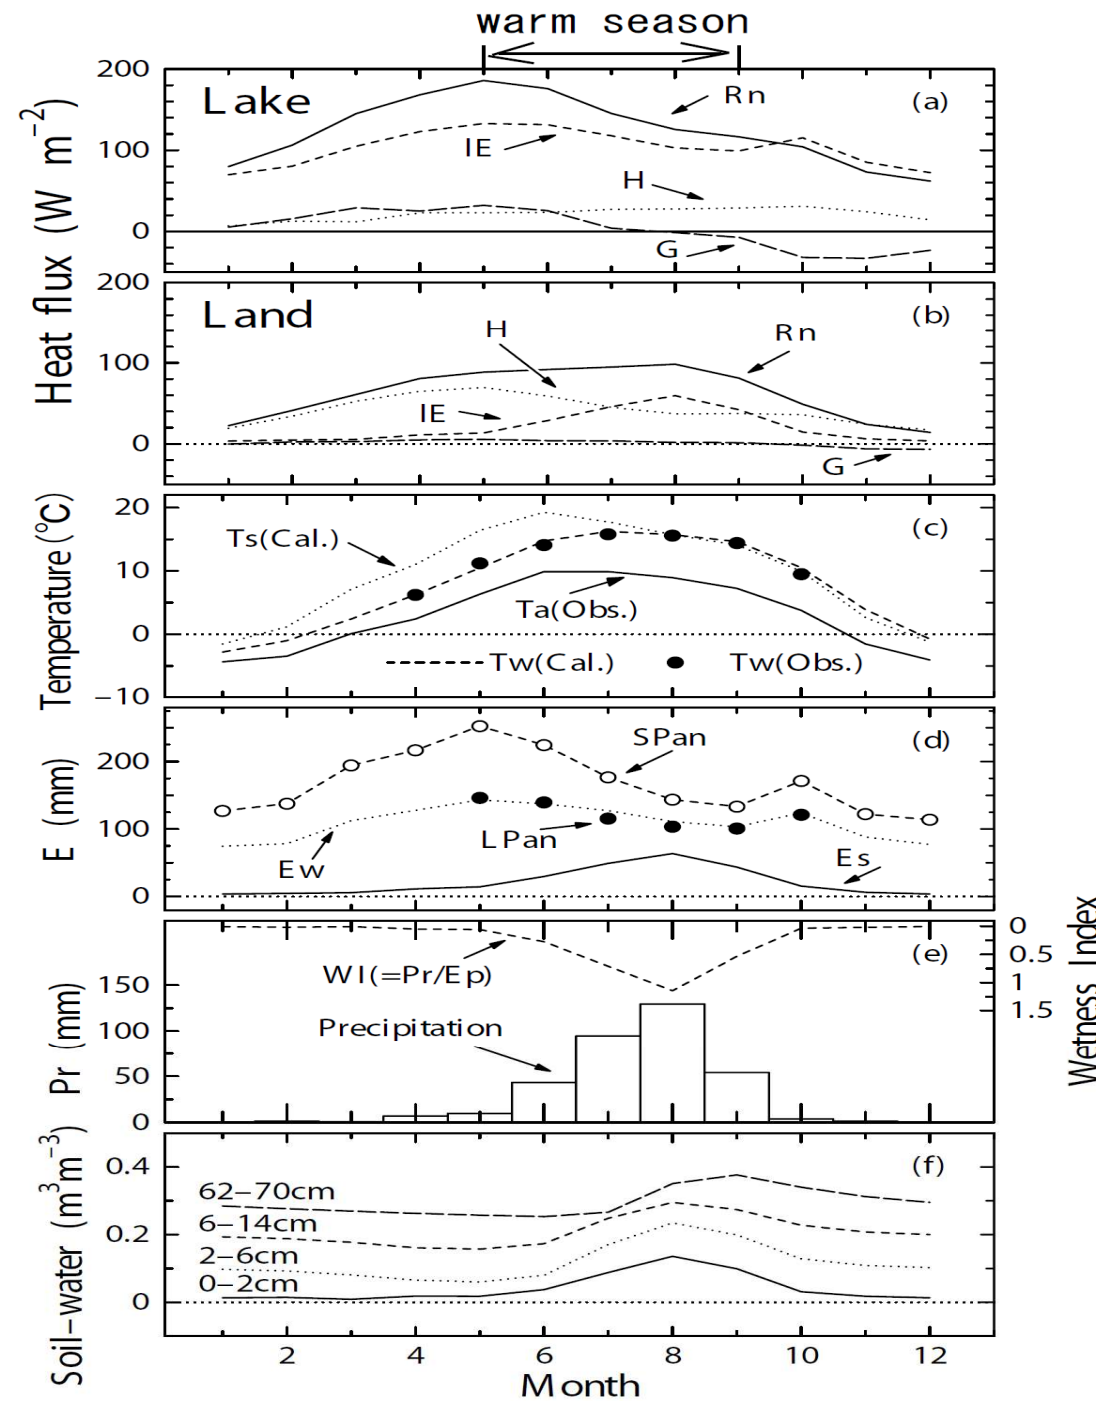 warm season
Heat flux (W m−2)
200
100
0
Lake
Rn
(a)
IE
H
G
200
100
0
Land
H
Rn
(b)
IE
G
Temperature (°C)
20
10
0
−10
Ts(Cal.)
(c)
Ta(Obs.)
Tw(Cal.)
Tw(Obs.)
E (mm)
200
100
0
SPan
(d)
LPan
Ew
Es
Pr (mm)
150
100
50
0
WI(=Pr/Ep)
(e)
Precipitation
0
0.5
1
1.5
Wetness Index
Soil−water (m3m−3)
0.4
0.2
0
62−70cm
(f)
6−14cm
2−6cm
0−2cm
2 4 6 8 10 12
Month